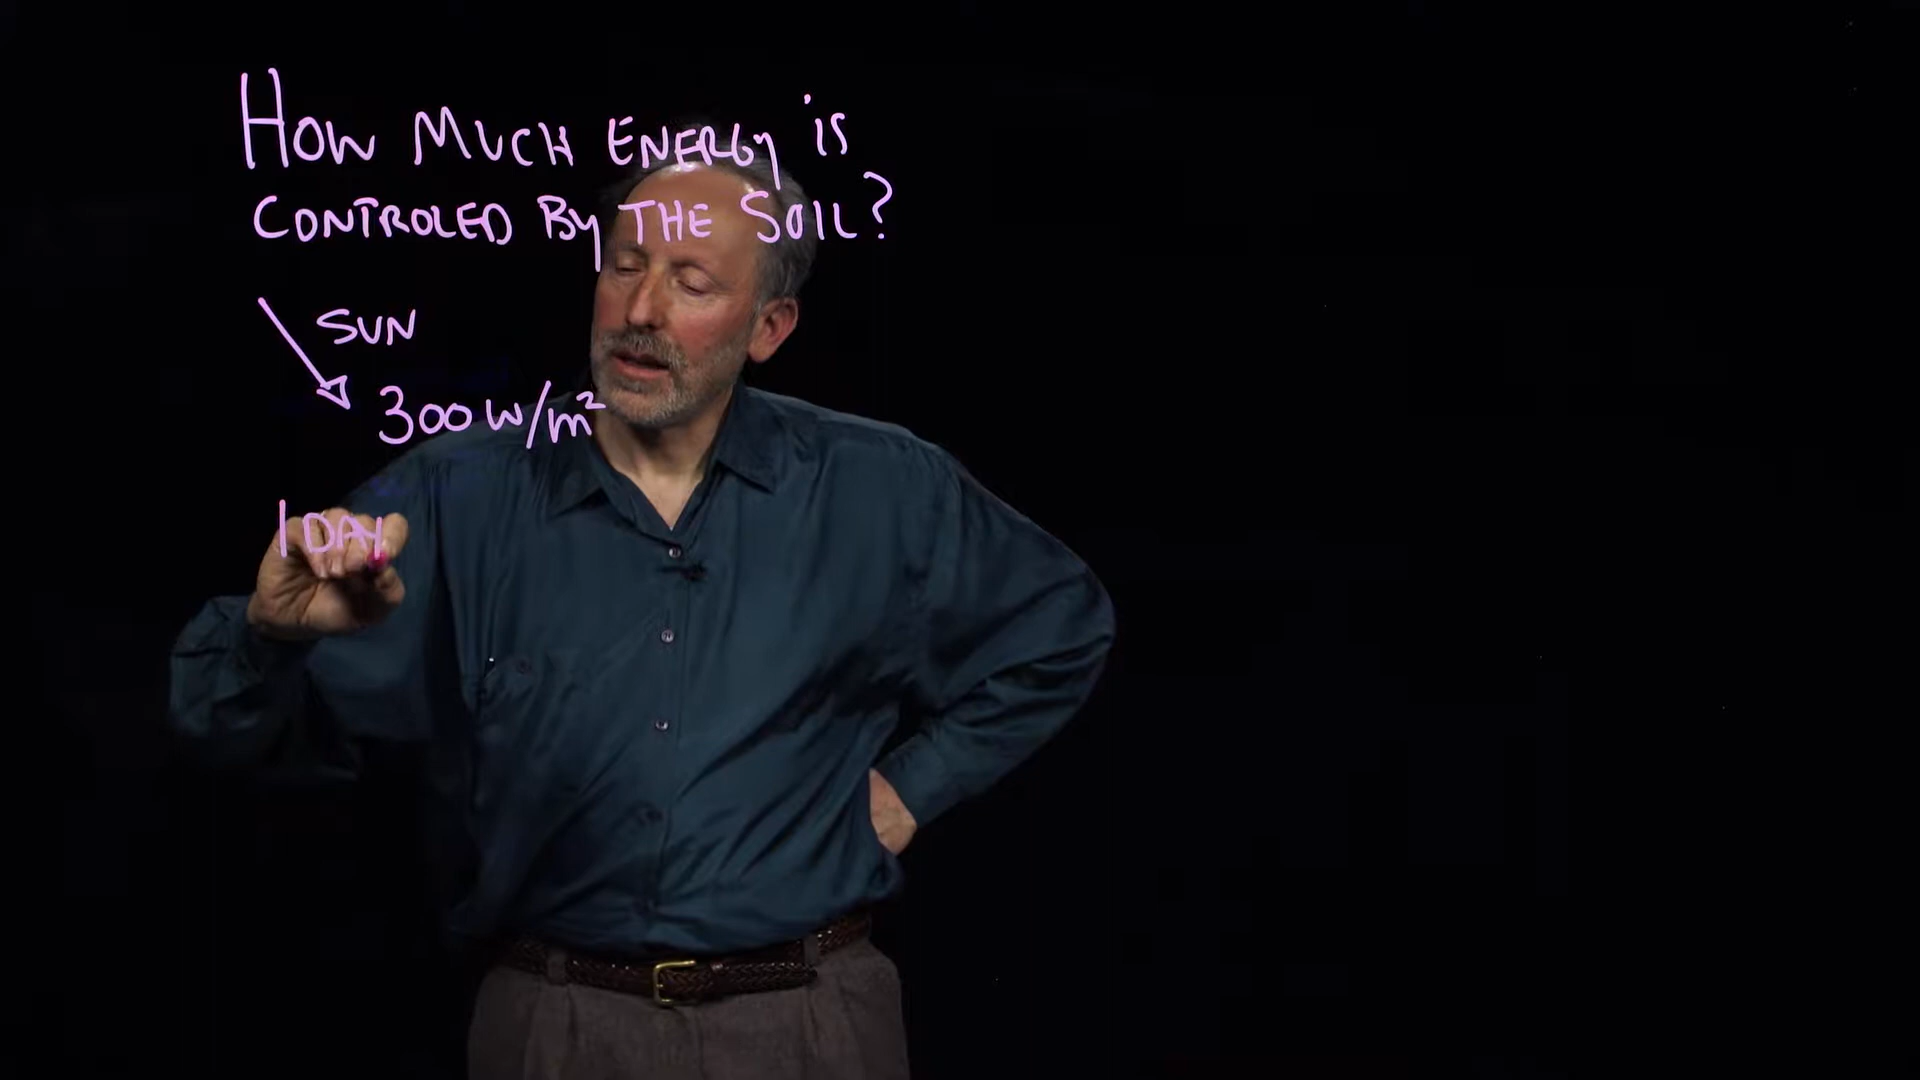 How Much Energy is
CONTROLED By THE SOIL?
SUN
300 W/m²
1 DAY